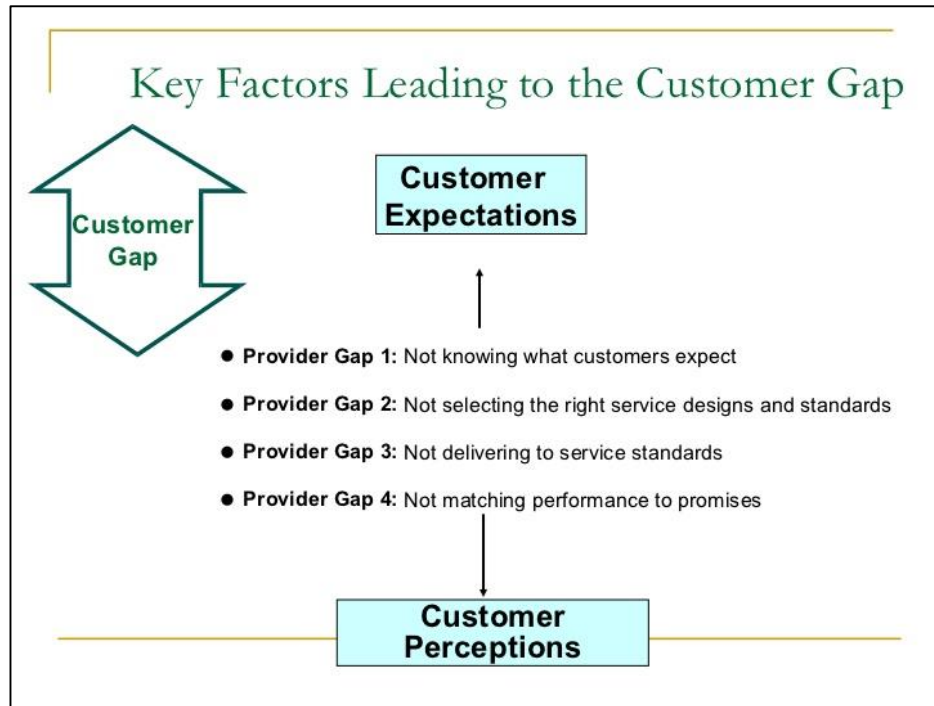 Key Factors Leading to the Customer Gap
Customer
Gap
Customer
Expectations
● Provider Gap 1: Not knowing what customers expect
● Provider Gap 2: Not selecting the right service designs and standards
● Provider Gap 3: Not delivering to service standards
● Provider Gap 4: Not matching performance to promises
Customer
Perceptions